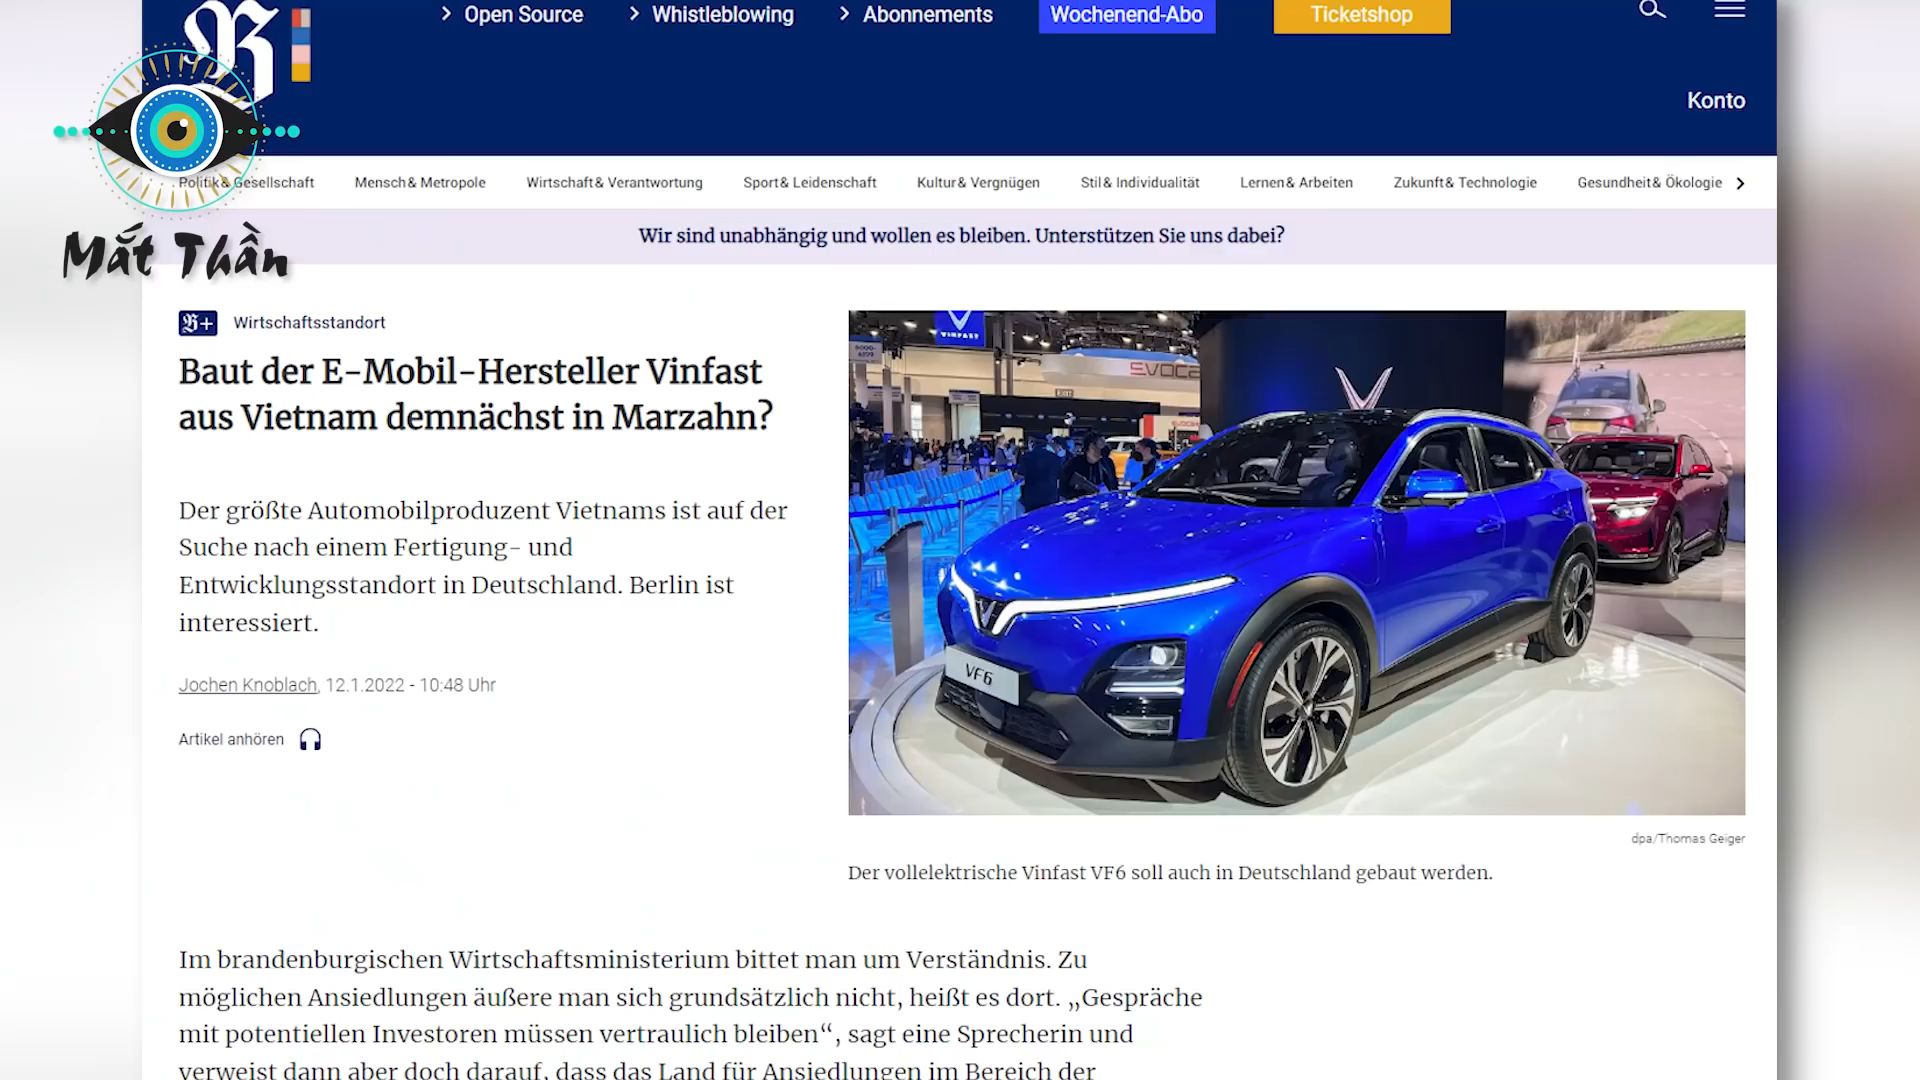 Open Source
Whistleblowing
Abonnements
Wochenend-Abo
Ticketshop
Konto
Politik & Gesellschaft
Mensch & Metropole
Wirtschaft & Verantwortung
Sport & Leidenschaft
Kultur & Vergnügen
Stil & Individualität
Lernen & Arbeiten
Zukunft & Technologie
Gesundheit & Ökologie
Mắt Thần
Wir sind unabhängig und wollen es bleiben. Unterstützen Sie uns dabei?
B+ Wirtschaftsstandort
Baut der E-Mobil-Hersteller Vinfast
aus Vietnam demnächst in Marzahn?
Der größte Automobilproduzent Vietnams ist auf der
Suche nach einem Fertigung- und
Entwicklungsstandort in Deutschland. Berlin ist
interessiert.
Jochen Knoblach, 12.1.2022 - 10:48 Uhr
Artikel anhören
VINFAST
VF6
dpa/Thomas Geiger
Der vollelektrische Vinfast VF6 soll auch in Deutschland gebaut werden.
Im brandenburgischen Wirtschaftsministerium bittet man um Verständnis. Zu
möglichen Ansiedlungen äußere man sich grundsätzlich nicht, heißt es dort. „Gespräche
mit potentiellen Investoren müssen vertraulich bleiben“, sagt eine Sprecherin und
verweist dann aber doch darauf, dass das Land für Ansiedlungen im Bereich der